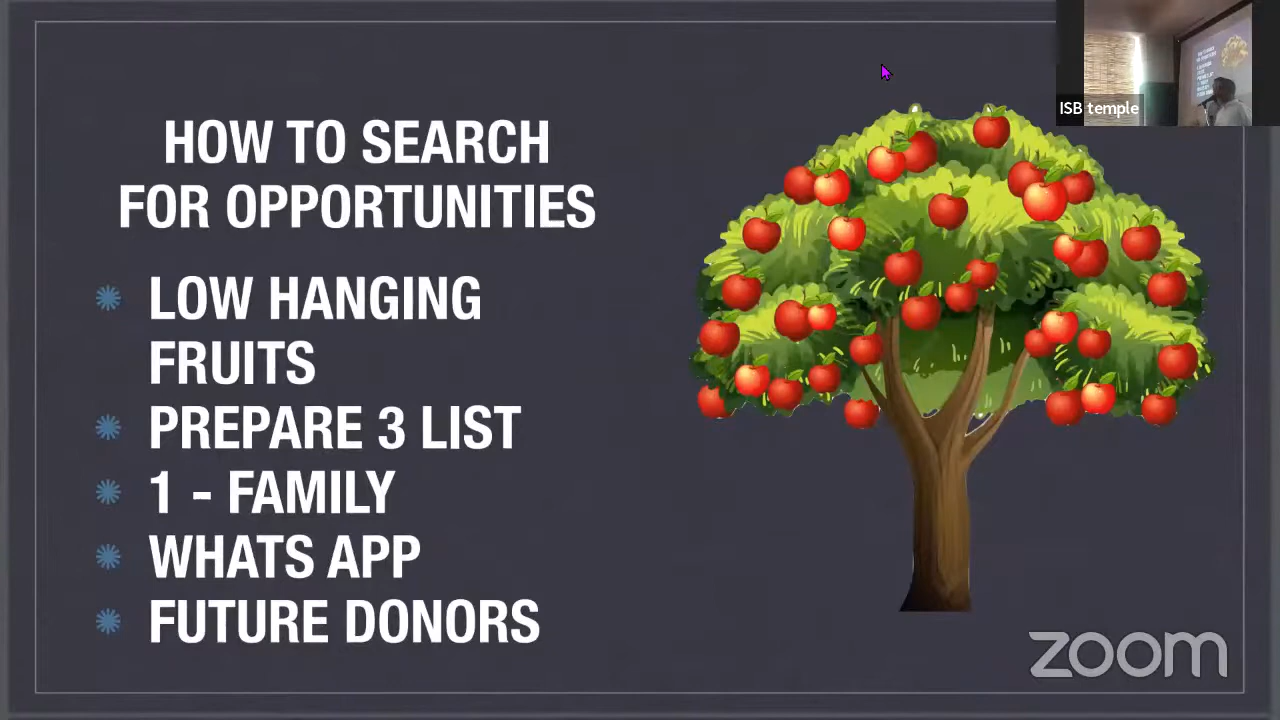 ISB temple
HOW TO SEARCH
FOR OPPORTUNITIES
LOW HANGING
FRUITS
PREPARE 3 LIST
1 - FAMILY
WHATS APP
FUTURE DONORS
zoom